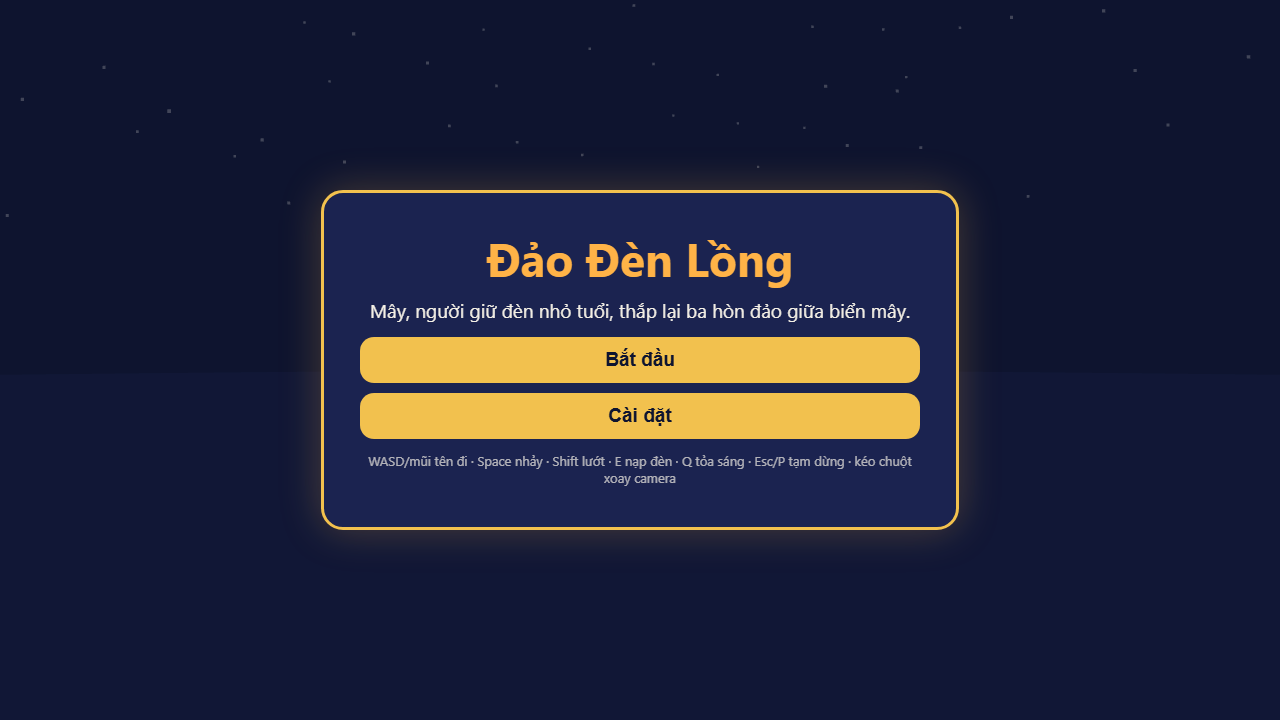 Đảo Đèn Lồng
Mây, người giữ đèn nhỏ tuổi, thắp lại ba hòn đảo giữa biển mây.
Bắt đầu
Cài đặt
WASD/mũi tên đi · Space nhảy · Shift lướt · E nạp đèn · Q tỏa sáng · Esc/P tạm dừng · kéo chuột
xoay camera